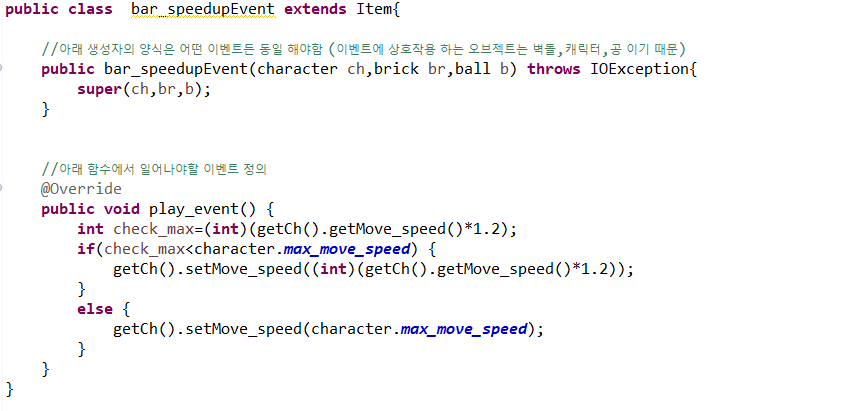 public class  bar_speedupEvent extends Item{
//아래 생성자의 양식은 어떤 이벤트든 동일 해야함 (이벤트에 상호작용 하는 오브젝트는 벽돌,캐릭터,공 이기 때문)
public bar_speedupEvent(character ch,brick br,ball b) throws IOException{
super(ch,br,b);
}
//아래 함수에서 일어나야할 이벤트 정의
@Override
public void play_event() {
int check_max=(int)(getCh().getMove_speed()*1.2);
if(check_max<character.max_move_speed) {
getCh().setMove_speed((int)(getCh().getMove_speed()*1.2));
}
else {
getCh().setMove_speed(character.max_move_speed);
}
}
}